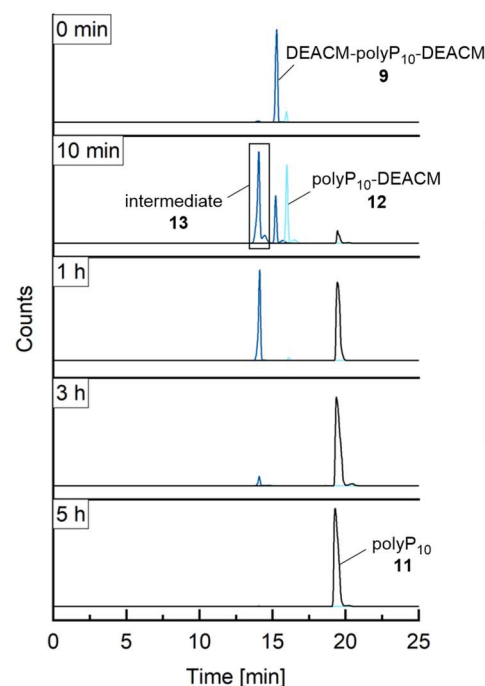 0 min
DEACM-polyP₁₀-DEACM
9
10 min
polyP₁₀-DEACM
12
intermediate
13
1 h
Counts
3 h
5 h
polyP₁₀
11
0 5 10 15 20 25
Time [min]